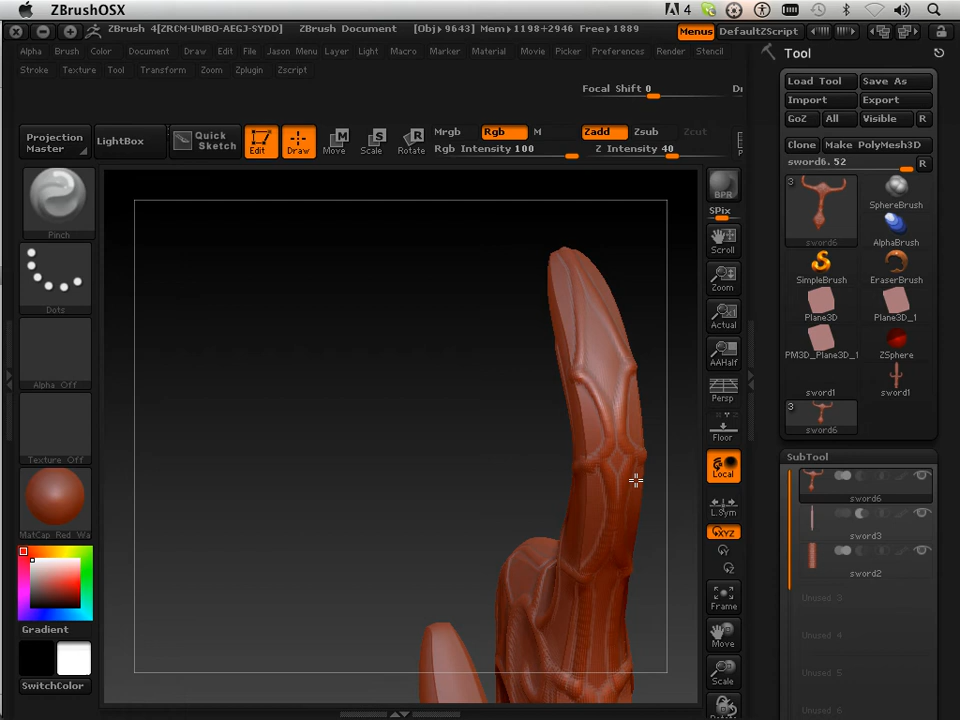 ZBrushOSX
4
ZBrush 4[ZRCM-UMBO-AEGJ-SYDD] ZBrush Document [Obj▸9643] Mem▸1198+2946 Free▸1889
Menus DefaultZScript
Alpha Brush Color Document Draw Edit File Jason Menu Layer Light Macro Marker Material Movie Picker Preferences Render Stencil
Stroke Texture Tool Transform Zoom Zplugin Zscript
Focal Shift 0
Projection Master
LightBox
Quick Sketch
Edit
Draw
Move
Scale
Rotate
Mrgb Rgb M
Rgb Intensity 100
Zadd Zsub Zcut
Z Intensity 40
Pinch
Dots
Alpha Off
Texture Off
MatCap Red Wa
Gradient
SwitchColor
BPR
SPix
Scroll
Zoom
Actual
AAHalf
Persp
Floor
Local
L.Sym
XYZ
Frame
Move
Scale
Tool
Load Tool Save As
Import Export
GoZ All Visible R
Clone Make PolyMesh3D
sword6. 52 R
3
sword6
SphereBrush
AlphaBrush
SimpleBrush EraserBrush
Plane3D Plane3D_1
PM3D_Plane3D_1 ZSphere
sword1 sword1
3
sword6
SubTool
sword6
sword3
sword2
Unused 3
Unused 4
Unused 5
Unused 6